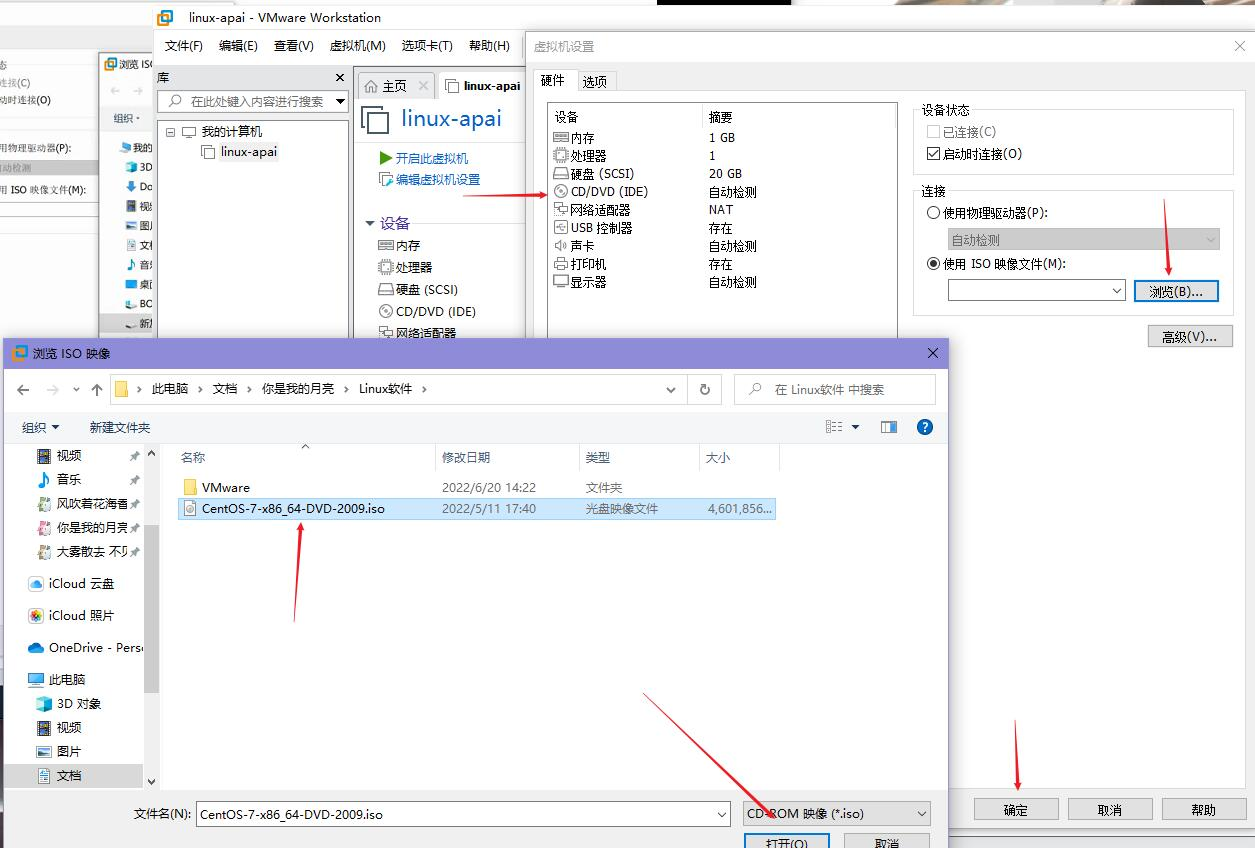 linux-apai - VMware Workstation
文件(F) 编辑(E) 查看(V) 虚拟机(M) 选项卡(T) 帮助(H)
库
在此处键入内容进行搜索
我的计算机
linux-apai
主页
linux-apai
linux-apai
开启此虚拟机
编辑虚拟机设置
设备
内存
处理器
硬盘 (SCSI)
CD/DVD (IDE)
网络适配器
浏览 ISO
组织
连接(C)
动时连接(O)
用物理驱动器(P):
动检测
用 ISO 映像文件(M):
我的
3D
Do
视频
图片
文档
音乐
桌面
虚拟机设置
硬件 选项
设备 摘要
内存 1 GB
处理器 1
硬盘 (SCSI) 20 GB
CD/DVD (IDE) 自动检测
网络适配器 NAT
USB 控制器 存在
声卡 自动检测
打印机 存在
显示器 自动检测
设备状态
已连接(C)
启动时连接(O)
连接
使用物理驱动器(P):
自动检测
使用 ISO 映像文件(M):
浏览(B)...
高级(V)...
确定 取消 帮助
浏览 ISO 映像
此电脑 › 文档 › 你是我的月亮 › Linux软件 ›
在 Linux软件 中搜索
组织 新建文件夹
名称 修改日期 类型 大小
VMware 2022/6/20 14:22 文件夹
CentOS-7-x86_64-DVD-2009.iso 2022/5/11 17:40 光盘映像文件 4,601,856...
视频
音乐
风吹着花海香
你是我的月亮
大雾散去 不见
iCloud 云盘
iCloud 照片
OneDrive - Perso
此电脑
3D 对象
视频
图片
文档
文件名(N): CentOS-7-x86_64-DVD-2009.iso CD-ROM 映像 (*.iso)
打开(O) 取消